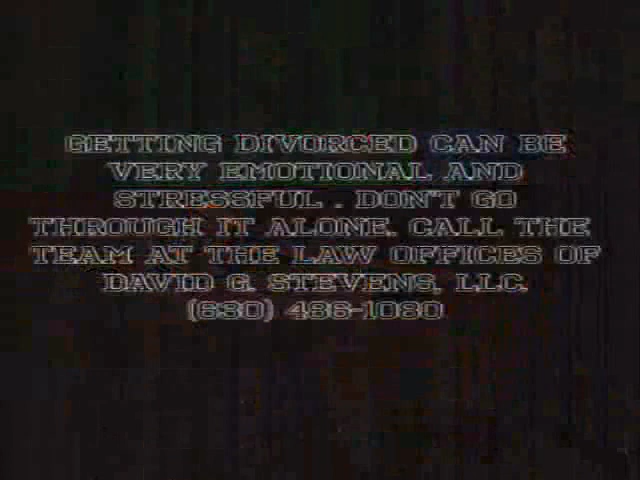 GETTING DIVORCED CAN BE
VERY EMOTIONAL AND
STRESSFUL . DON'T GO
THROUGH IT ALONE. CALL THE
TEAM AT THE LAW OFFICES OF
DAVID G. STEVENS, LLC,
(630) 486-1080